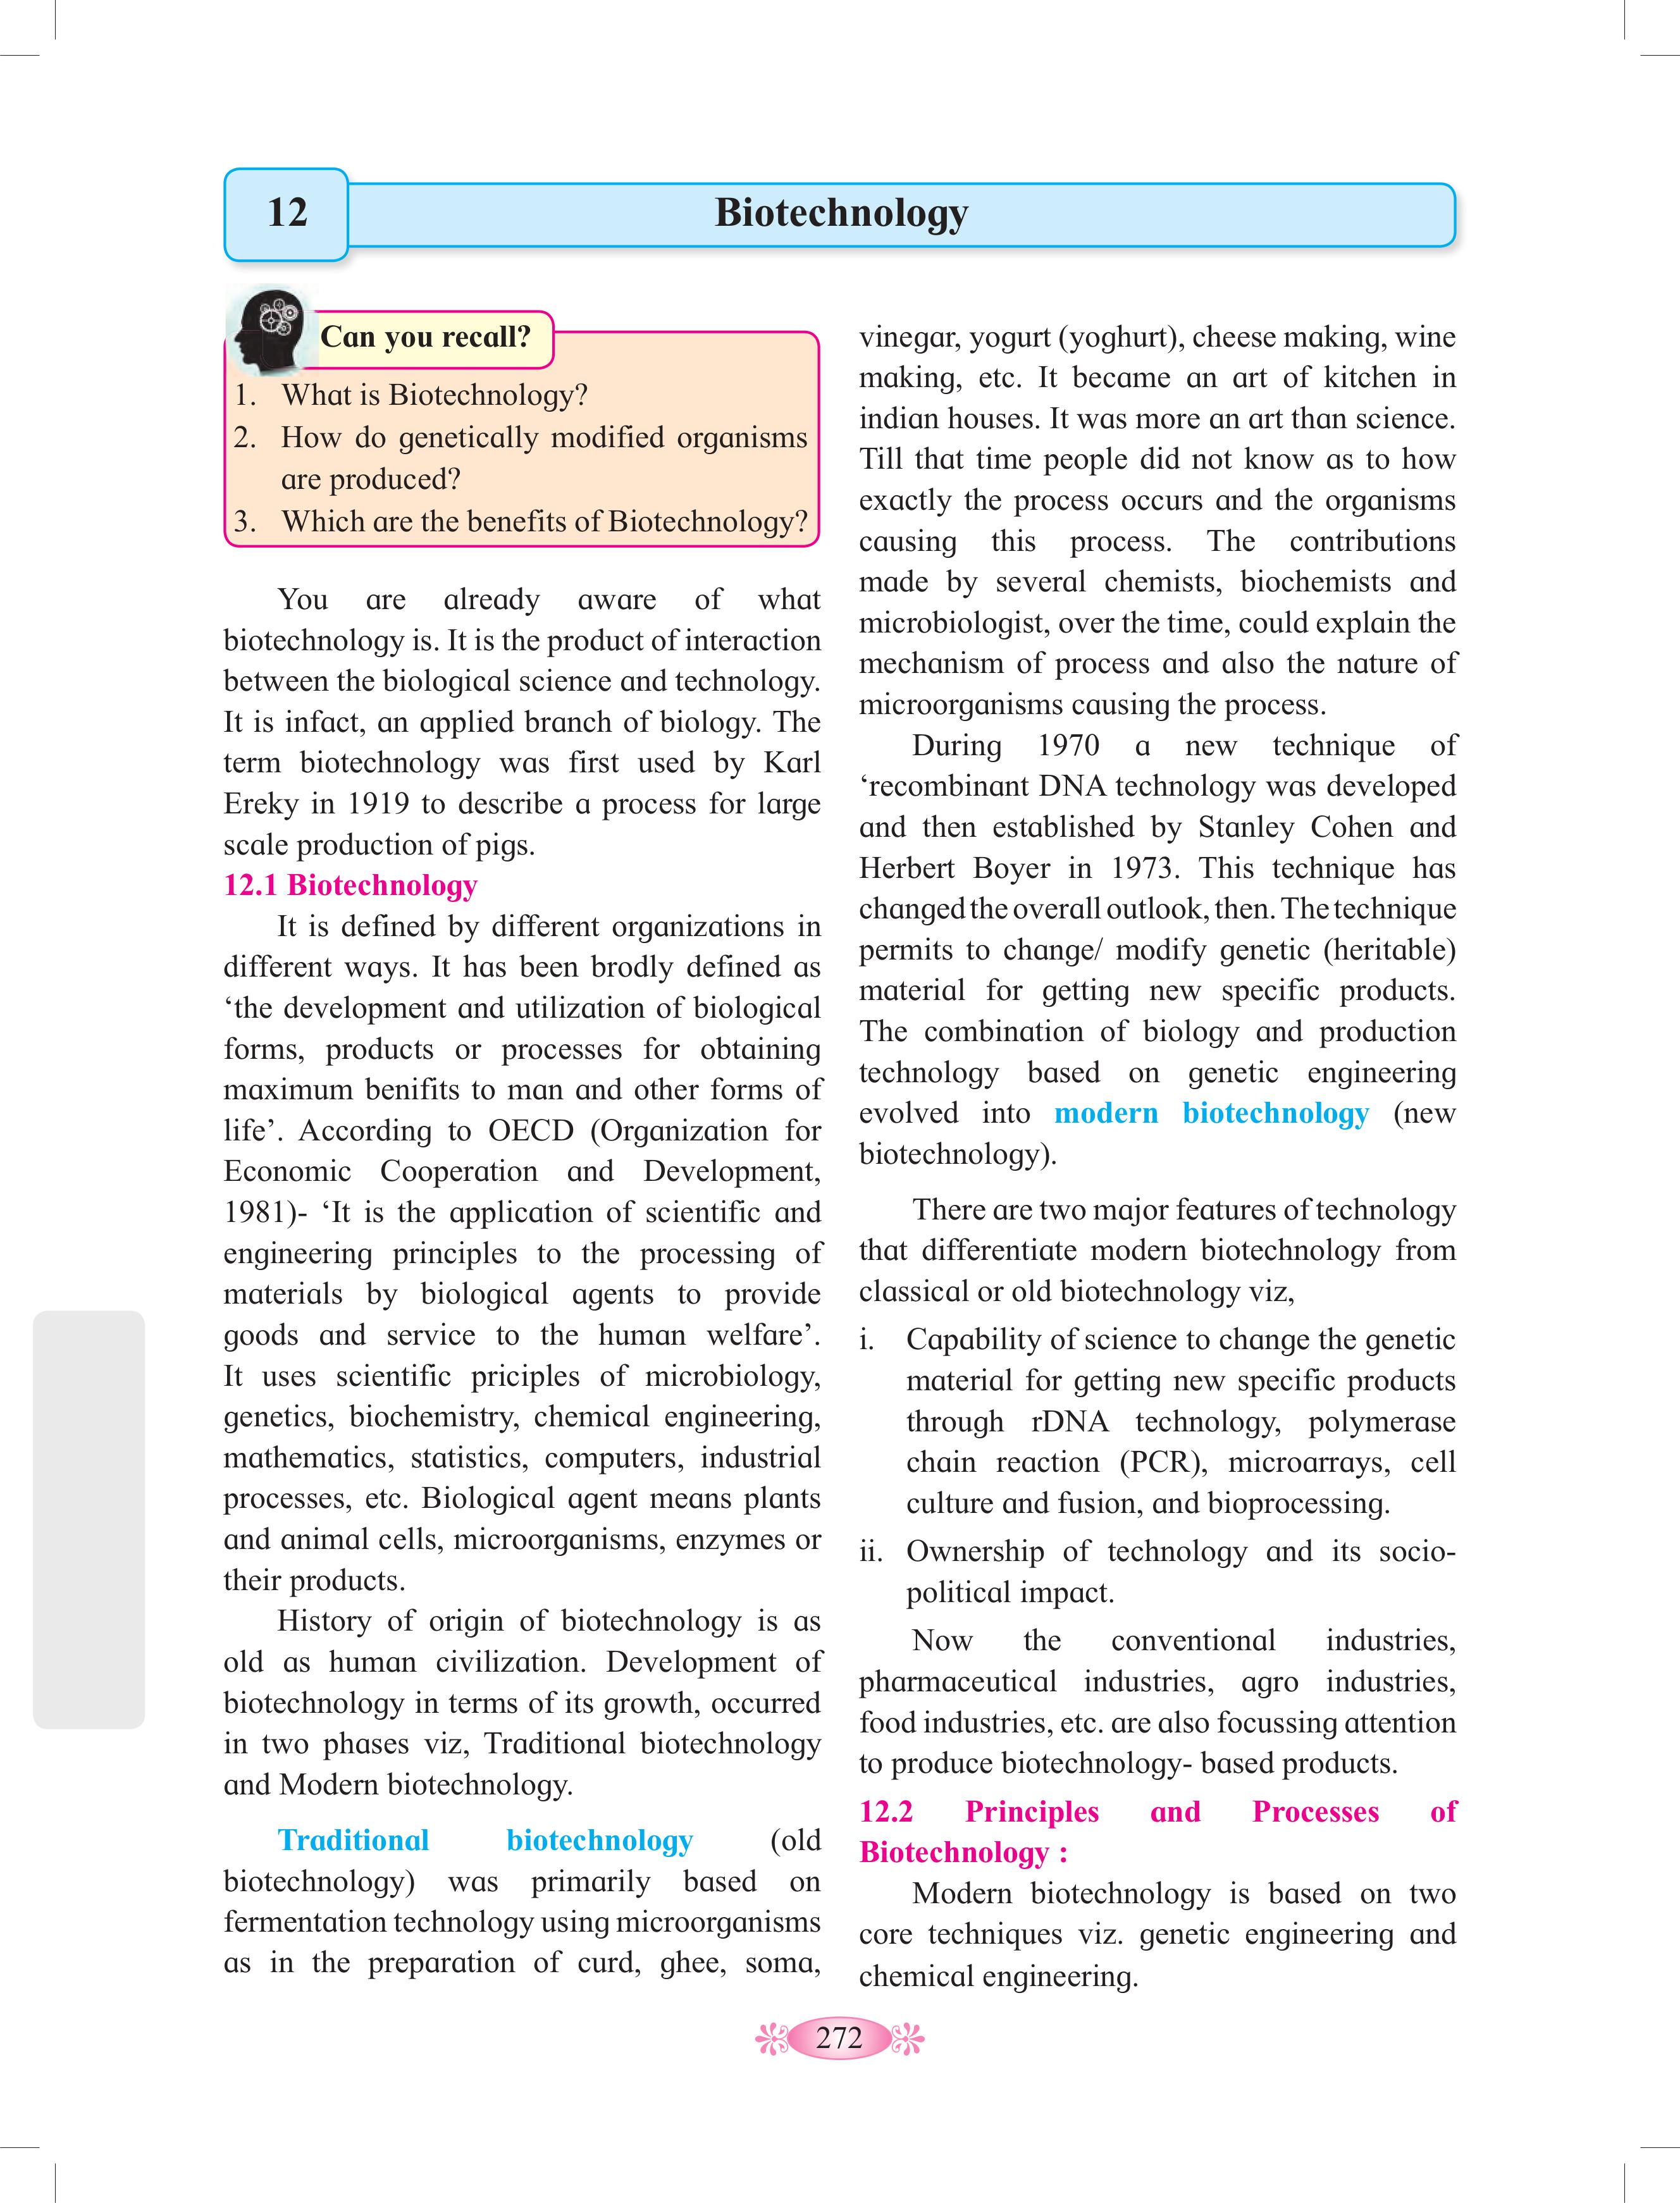 12
Biotechnology
Can you recall?
1. What is Biotechnology?
2. How do genetically modified organisms
are produced?
3. Which are the benefits of Biotechnology?
You are already aware of what
biotechnology is. It is the product of interaction
between the biological science and technology.
It is infact, an applied branch of biology. The
term biotechnology was first used by Karl
Ereky in 1919 to describe a process for large
scale production of pigs.
12.1 Biotechnology
It is defined by different organizations in
different ways. It has been brodly defined as
‘the development and utilization of biological
forms, products or processes for obtaining
maximum benifits to man and other forms of
life’. According to OECD (Organization for
Economic Cooperation and Development,
1981)- ‘It is the application of scientific and
engineering principles to the processing of
materials by biological agents to provide
goods and service to the human welfare’.
It uses scientific priciples of microbiology,
genetics, biochemistry, chemical engineering,
mathematics, statistics, computers, industrial
processes, etc. Biological agent means plants
and animal cells, microorganisms, enzymes or
their products.
History of origin of biotechnology is as
old as human civilization. Development of
biotechnology in terms of its growth, occurred
in two phases viz, Traditional biotechnology
and Modern biotechnology.
Traditional biotechnology (old
biotechnology) was primarily based on
fermentation technology using microorganisms
as in the preparation of curd, ghee, soma,
vinegar, yogurt (yoghurt), cheese making, wine
making, etc. It became an art of kitchen in
indian houses. It was more an art than science.
Till that time people did not know as to how
exactly the process occurs and the organisms
causing this process. The contributions
made by several chemists, biochemists and
microbiologist, over the time, could explain the
mechanism of process and also the nature of
microorganisms causing the process.
During 1970 a new technique of
‘recombinant DNA technology was developed
and then established by Stanley Cohen and
Herbert Boyer in 1973. This technique has
changed the overall outlook, then. The technique
permits to change/ modify genetic (heritable)
material for getting new specific products.
The combination of biology and production
technology based on genetic engineering
evolved into modern biotechnology (new
biotechnology).
There are two major features of technology
that differentiate modern biotechnology from
classical or old biotechnology viz,
i. Capability of science to change the genetic
material for getting new specific products
through rDNA technology, polymerase
chain reaction (PCR), microarrays, cell
culture and fusion, and bioprocessing.
ii. Ownership of technology and its socio-
political impact.
Now the conventional industries,
pharmaceutical industries, agro industries,
food industries, etc. are also focussing attention
to produce biotechnology- based products.
12.2 Principles and Processes of
Biotechnology :
Modern biotechnology is based on two
core techniques viz. genetic engineering and
chemical engineering.
272